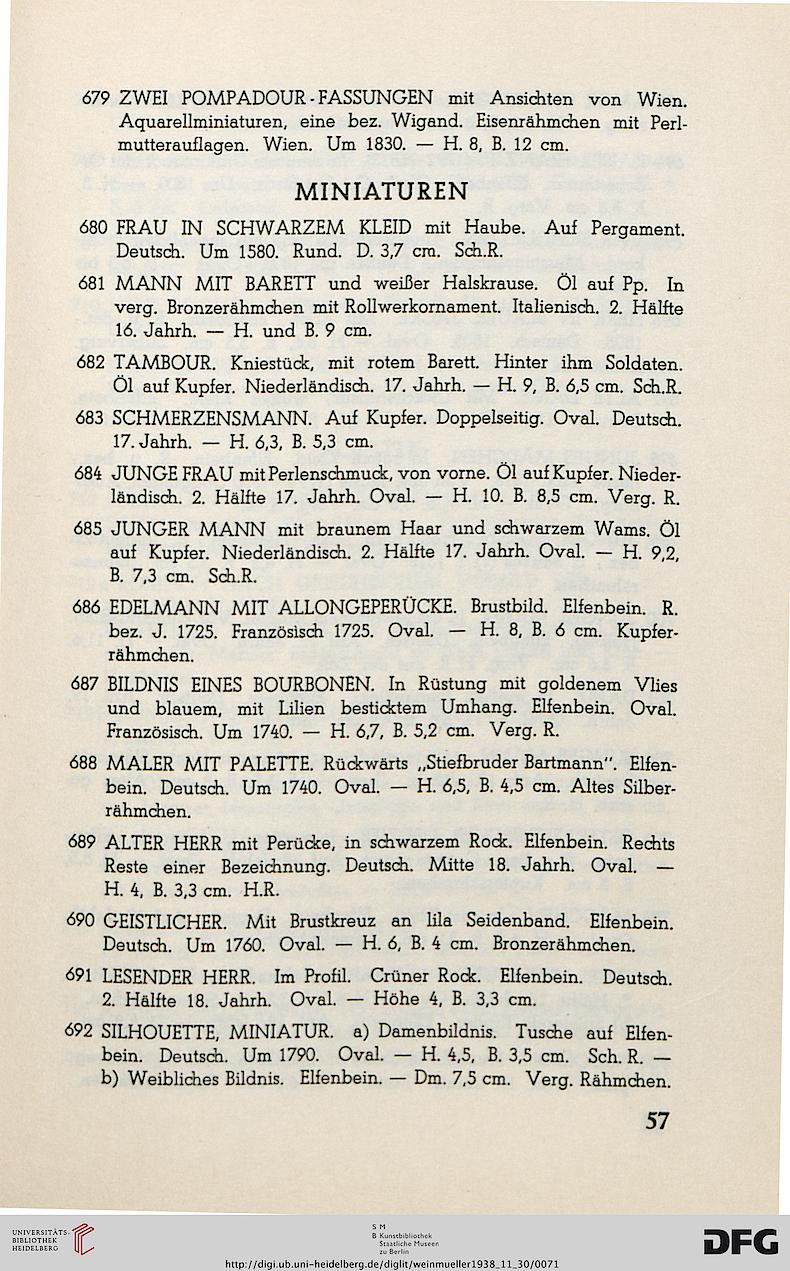 679 ZWEI POMPADOUR-FASSUNGEN mit Ansichten von Wien.
Aquarellminiaturen, eine bez. Wigand. Eisenrähmchen mit Perl-
mutterauflagen. Wien. Um 1830. — H. 8, B. 12 cm.
MINIATUREN
680 FRAU IN SCHWARZEM KLEID mit Haube. Auf Pergament.
Deutsch. Um 1580. Rund. D. 3,7 cm. Sch.R.
681 MANN MIT BARETT und weißer Halskrause. Öl auf Pp. In
verg. Bronzerähmchen mit Rollwerkornament. Italienisch. 2. Hälfte
16. Jahrh. — H. und B. 9 cm.
682 TAMBOUR. Kniestück, mit rotem Barett. Hinter ihm Soldaten.
Öl auf Kupfer. Niederländisch. 17. Jahrh. — H. 9, B. 6,5 cm. Sch.R.
683 SCHMERZENSMANN. Auf Kupfer. Doppelseitig. Oval. Deutsch.
17. Jahrh. — H. 6,3, B. 5,3 cm.
684 JUNGE FRAU mit Perlenschmuck, von vorne. Öl auf Kupfer. Nieder-
ländisch. 2. Hälfte 17. Jahrh. Oval. — H. 10. B. 8,5 cm. Verg. R.
685 JUNGER MANN mit braunem Haar und schwarzem Wams. Öl
auf Kupfer. Niederländisch. 2. Hälfte 17. Jahrh. Oval. — H. 9,2,
B. 7,3 cm. Sch.R.
686 EDELMANN MIT ALLONGEPERÜCKE. Brustbild. Elfenbein. R.
bez. J. 1725. Französisch 1725. Oval. — H. 8, B. 6 cm. Kupfer-
rähmchen.
687 BILDNIS EINES BOURBONEN. In Rüstung mit goldenem Vlies
und blauem, mit Lilien besticktem Umhang. Elfenbein. Oval.
Französisch. Um 1740. — H. 6,7, B. 5,2 cm. Verg. R.
688 MALER MIT PALETTE. Rückwärts „Stiefbruder Bartmann". Elfen-
bein. Deutsch. Um 1740. Oval. — H. 6,5, B. 4,5 cm. Altes Silber-
rähmchen.
689 ALTER HERR mit Perücke, in schwarzem Rock. Elfenbein. Rechts
Reste einer Bezeichnung. Deutsch. Mitte 18. Jahrh. Oval. —
H. 4, B. 3,3 cm. H.R.
690 GEISTLICHER. Mit Brustkreuz an lila Seidenband. Elfenbein.
Deutsch. Um 1760. Oval. — H. 6, B. 4 cm. Bronzerähmchen.
691 LESENDER HERR. Im Profil. Crüner Rock. Elfenbein. Deutsch.
2. Hälfte 18. Jahrh. Oval. — Höhe 4, B. 3,3 cm.
692 SILHOUETTE, MINIATUR. a) Damenbildnis. Tusche auf Elfen-
bein. Deutsch. Um 1790. Oval. — H. 4,5, B. 3,5 cm. Sch. R. —
b) Weibliches Bildnis. Elfenbein. — Dm. 7,5 cm. Verg. Rähmchen.
57
UNIVERSITÄTS-
BIBLIOTHEK
HEIDELBERG
S M
B Kunstbibliothek
Staatliche Museen
zu Berlin
DFG
http://digi.ub.uni-heidelberg.de/diglit/weinmueller1938_11_30/0071